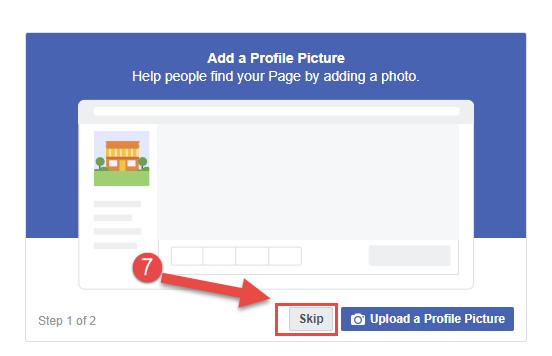 Add a Profile Picture
Help people find your Page by adding a photo.
7
Step 1 of 2
Skip
Upload a Profile Picture